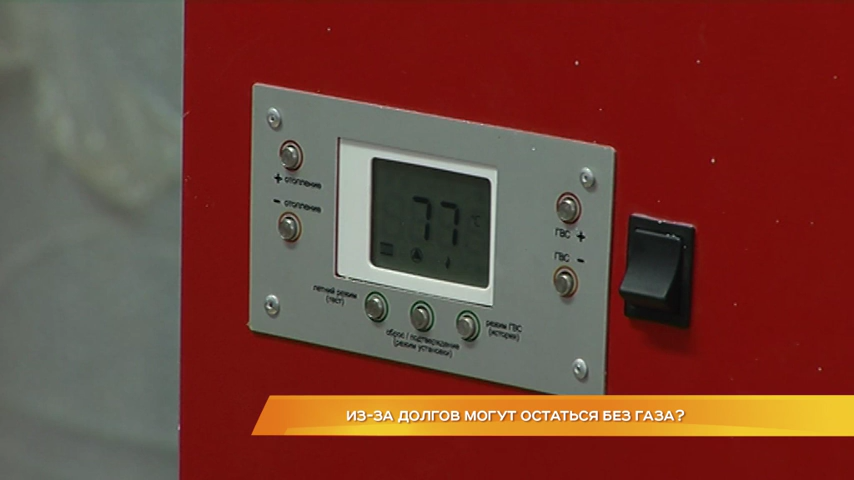 + отопление
- отопление
77 °C
ГВС +
ГВС -
летний режим
(тест)
сброс / подтверждение
(режим установки)
режим ГВС
(история)
ИЗ-ЗА ДОЛГОВ МОГУТ ОСТАТЬСЯ БЕЗ ГАЗА?